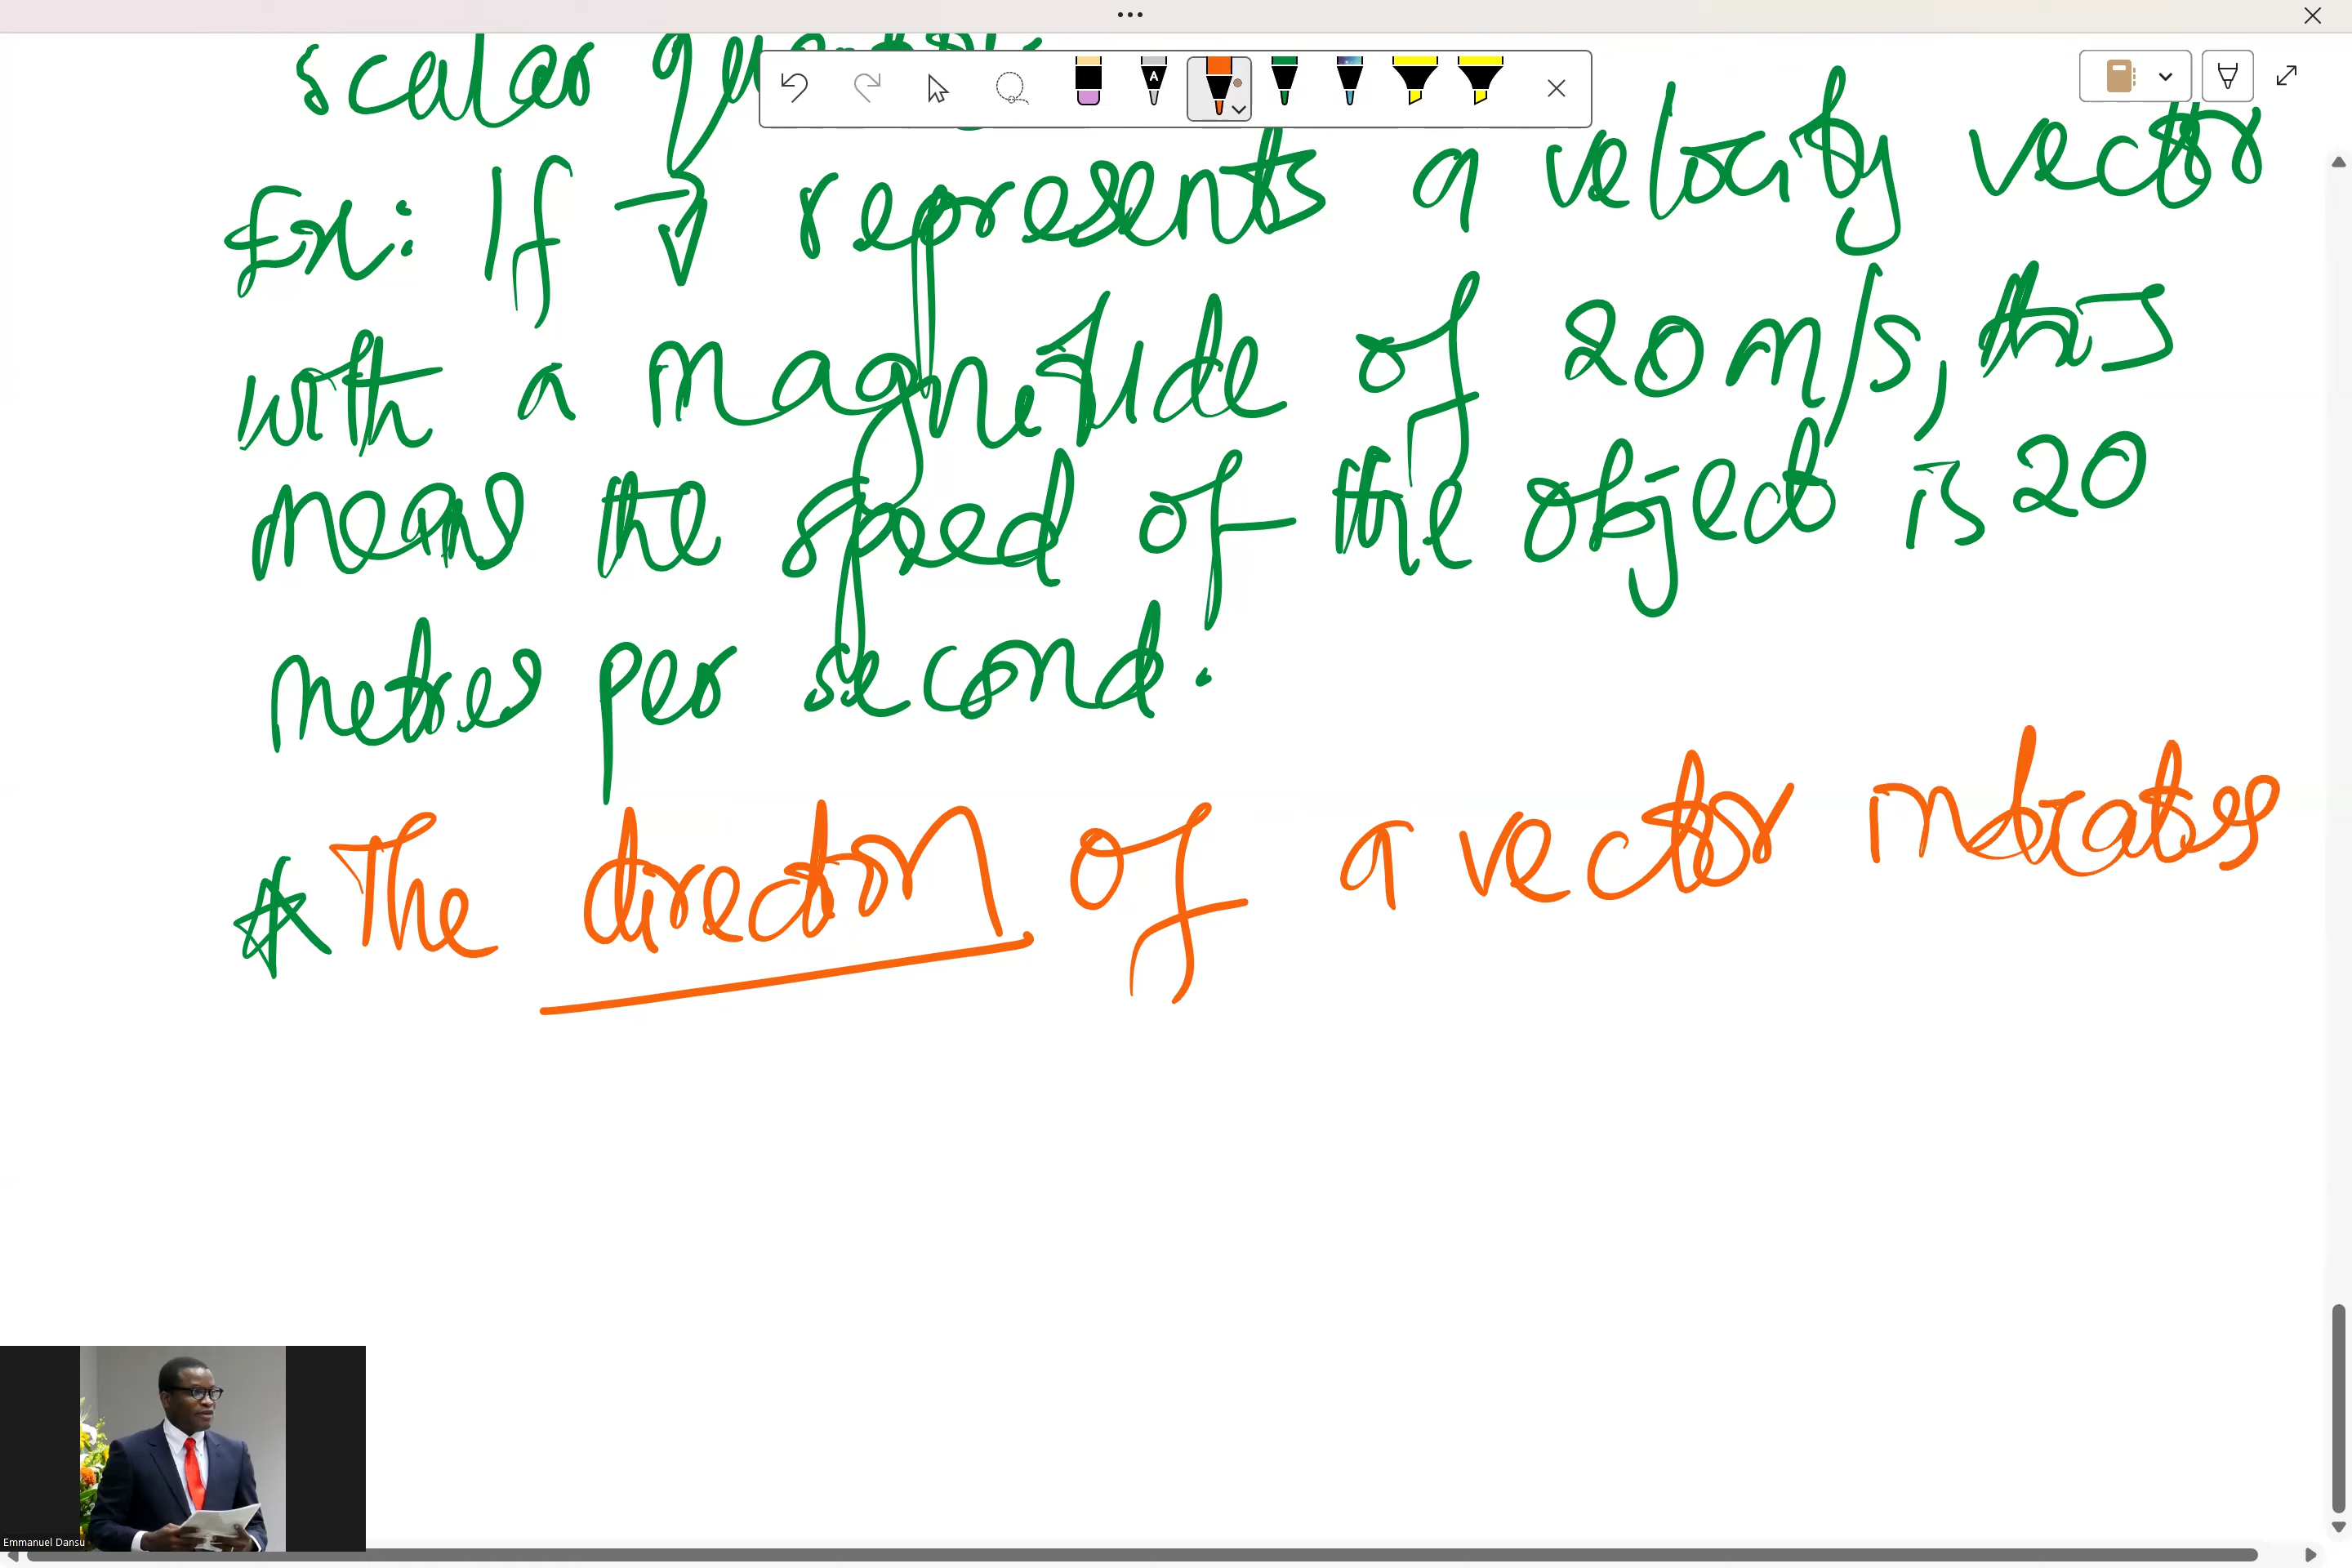 scalar
Ex: If v⃗ represents a velocity vector
with a magnitude of 20m/s, this
means the speed of the object is 20
metres per second.
* The direction of a vector indicates
A
Emmanuel Dansu